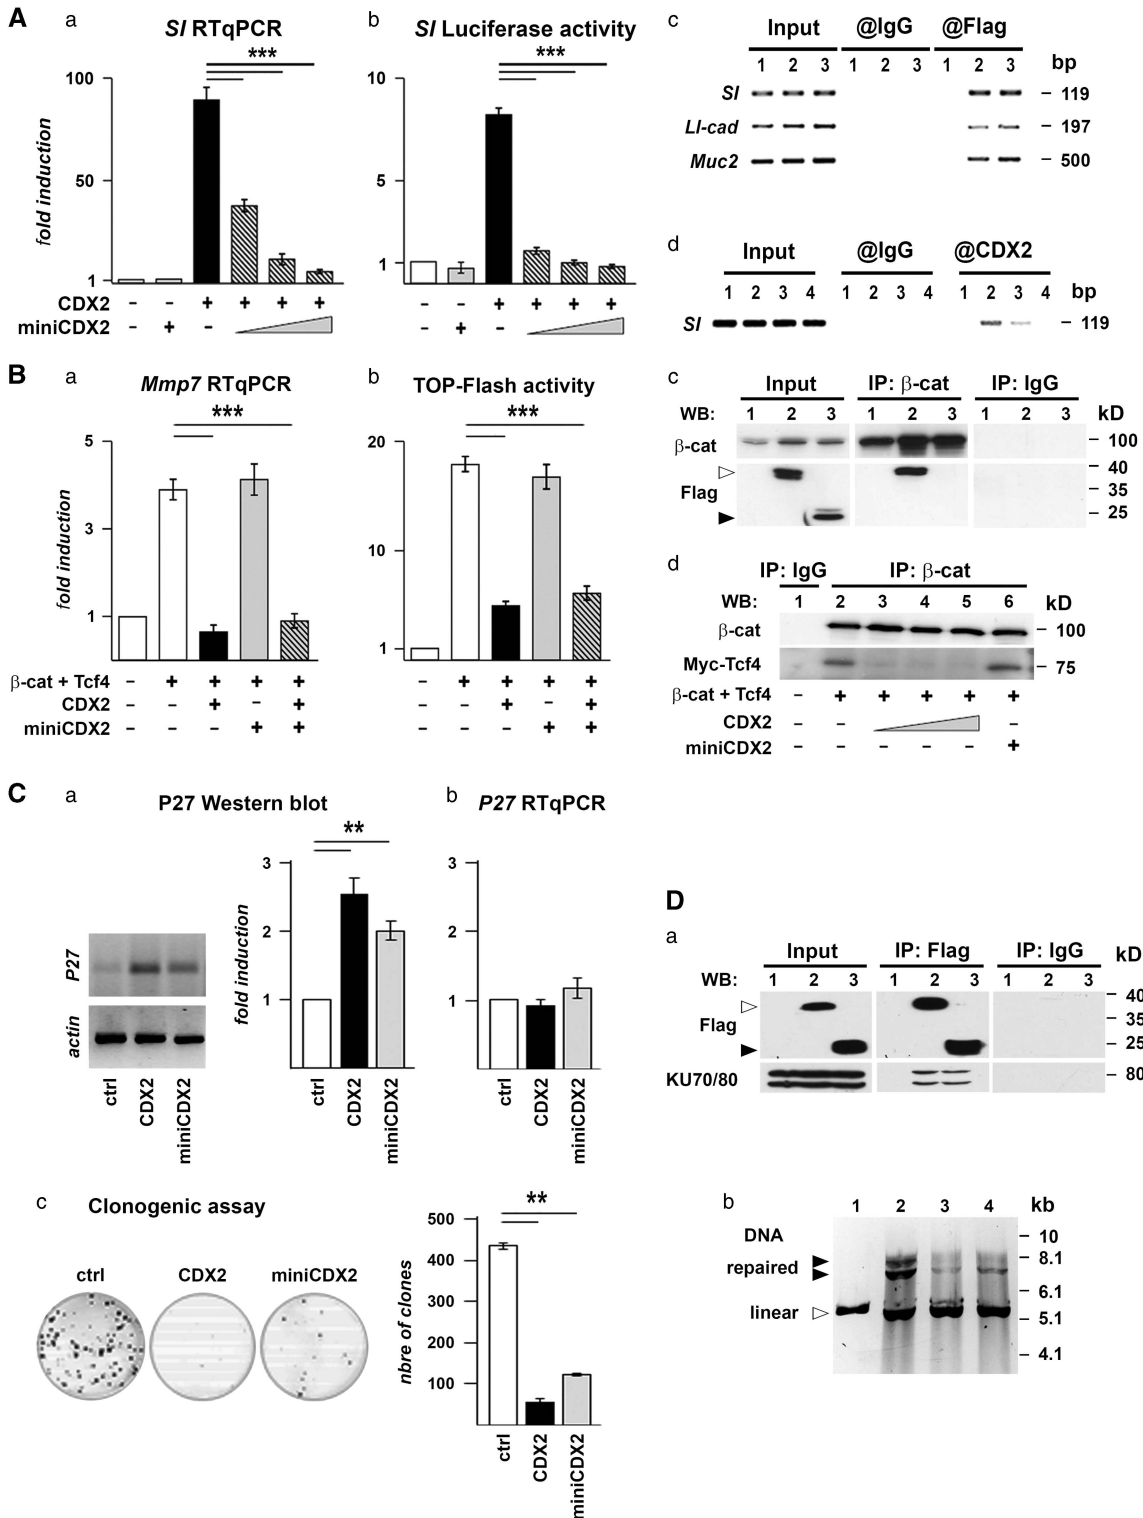 A
a
SI RTqPCR
***
100
50
1
fold induction
CDX2 – – + + + +
miniCDX2 – + –
b
SI Luciferase activity
***
10
5
1
– – + + + +
– + –
c
Input @IgG @Flag
1 2 3 1 2 3 1 2 3 bp
SI – 119
LI-cad – 197
Muc2 – 500
d
Input @IgG @CDX2
1 2 3 4 1 2 3 4 1 2 3 4 bp
SI – 119
B
a
Mmp7 RTqPCR
***
5
3
1
fold induction
β-cat + Tcf4 – + + + +
CDX2 – – + – +
miniCDX2 – – – + +
b
TOP-Flash activity
***
20
10
1
– + + + +
– – + – +
– – – + +
c
Input IP: β-cat IP: IgG
WB: 1 2 3 1 2 3 1 2 3 kD
β-cat – 100
– 40
Flag – 35
– 25
d
IP: IgG IP: β-cat
WB: 1 2 3 4 5 6 kD
β-cat – 100
Myc-Tcf4 – 75
β-cat + Tcf4 – + + + + +
CDX2 – – –
miniCDX2 – – – – – +
C
a
P27 Western blot
P27
actin
ctrl
CDX2
miniCDX2
**
3
2
1
fold induction
ctrl
CDX2
miniCDX2
b
P27 RTqPCR
3
2
1
ctrl
CDX2
miniCDX2
c
Clonogenic assay
ctrl CDX2 miniCDX2
**
500
400
300
200
100
nbre of clones
ctrl
CDX2
miniCDX2
D
a
Input IP: Flag IP: IgG kD
WB: 1 2 3 1 2 3 1 2 3
– 40
Flag – 35
– 25
KU70/80 – 80
b
1 2 3 4 kb
DNA – 10
repaired – 8.1
– 6.1
linear – 5.1
– 4.1